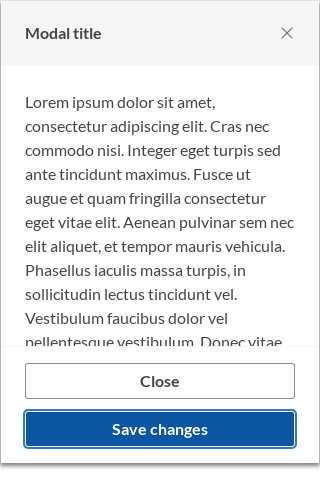 Modal title
Lorem ipsum dolor sit amet,
consectetur adipiscing elit. Cras nec
commodo nisi. Integer eget turpis sed
ante tincidunt maximus. Fusce ut
augue et quam fringilla consectetur
eget vitae elit. Aenean pulvinar sem nec
elit aliquet, et tempor mauris vehicula.
Phasellus iaculis massa turpis, in
sollicitudin lectus tincidunt vel.
Vestibulum faucibus dolor vel
pellentesque vestibulum. Donec vitae
Close
Save changes